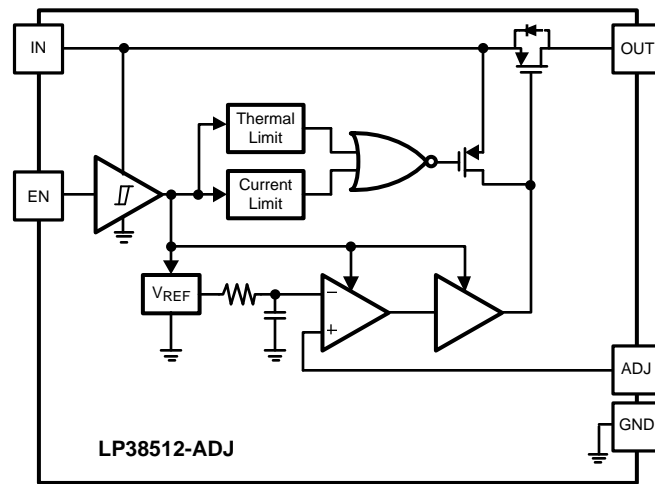 IN
OUT
Thermal
Limit
EN
Current
Limit
VREF
−
+
ADJ
GND
LP38512-ADJ